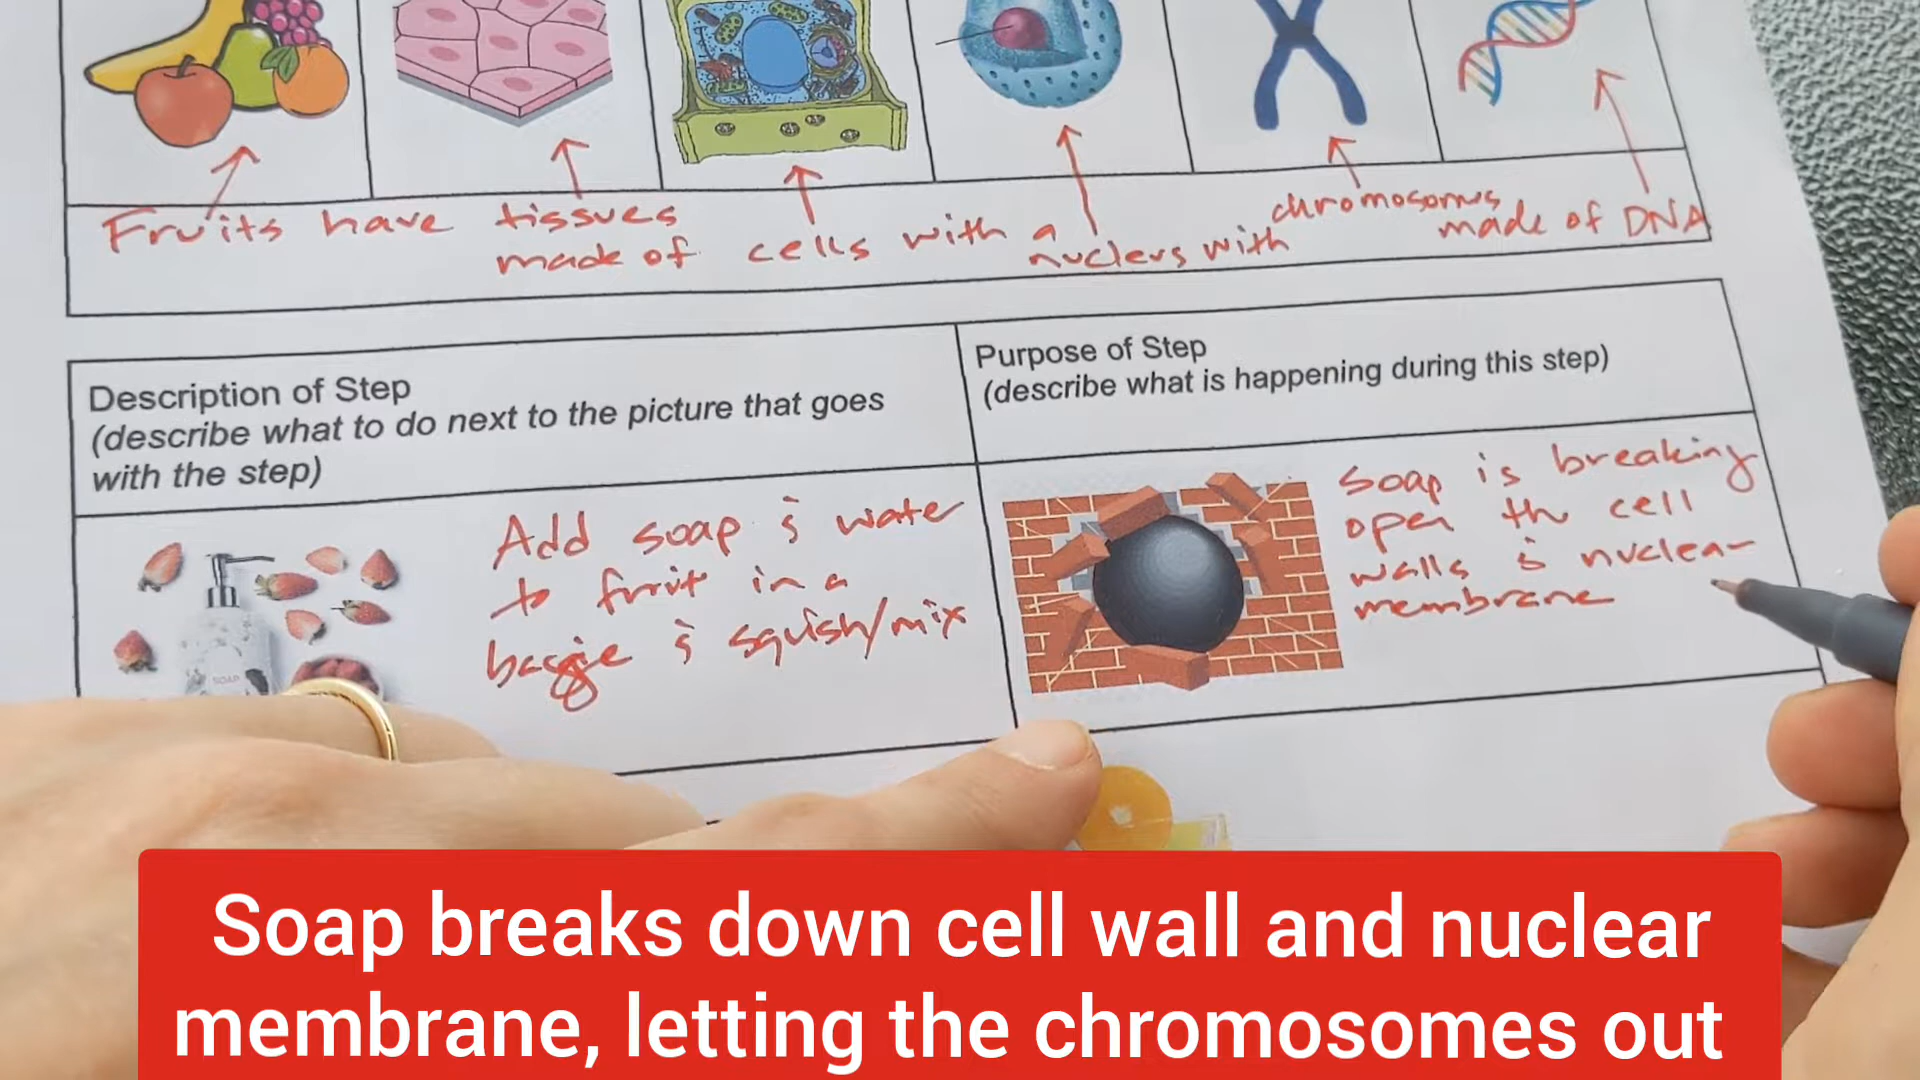 Fruits have tissues
made of cells with a
nucleus with chromosomes
made of DNA
Description of Step
(describe what to do next to the picture that goes
with the step)
Purpose of Step
(describe what is happening during this step)
Add soap & water
to fruit in a
baggie & squish/mix
SOAP
Soap is breaking
open the cell
walls & nuclear
membrane
Soap breaks down cell wall and nuclear
membrane, letting the chromosomes out